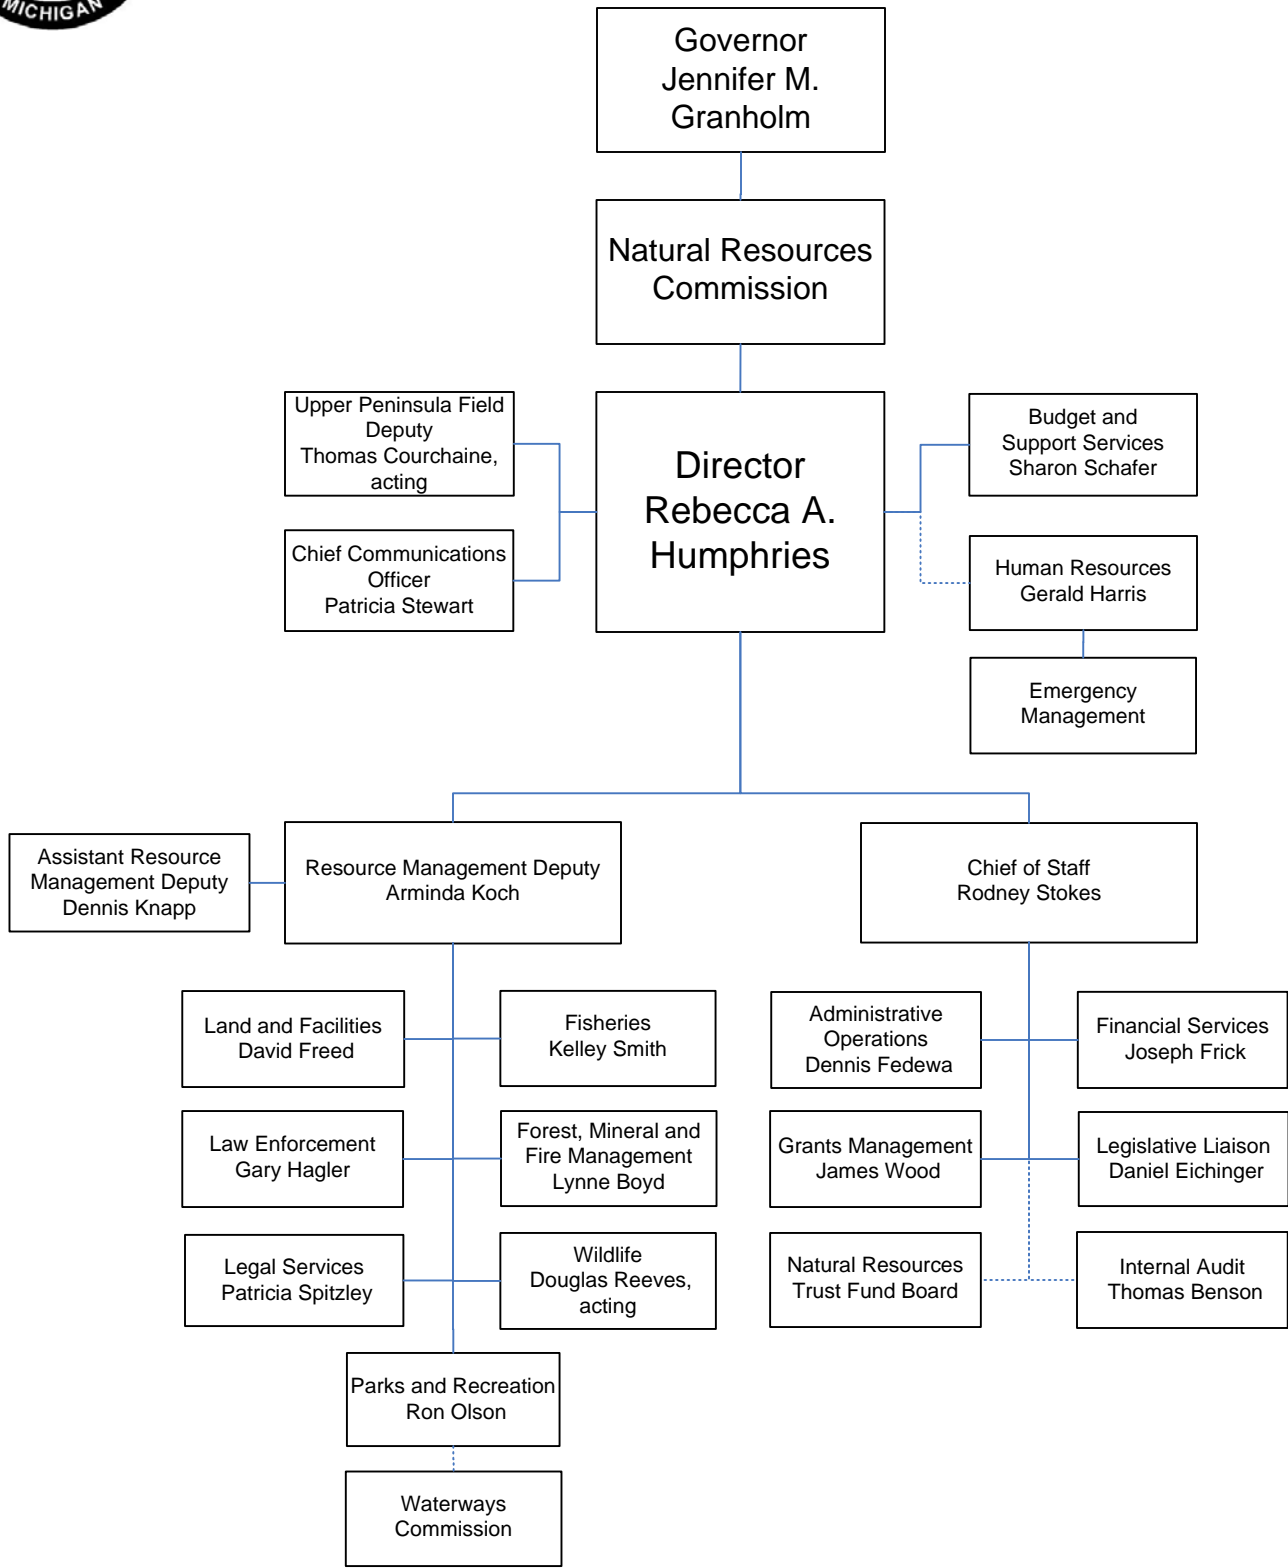 MICHIGAN
Governor
Jennifer M.
Granholm
Natural Resources
Commission
Upper Peninsula Field
Deputy
Thomas Courchaine,
acting
Chief Communications
Officer
Patricia Stewart
Director
Rebecca A.
Humphries
Budget and
Support Services
Sharon Schafer
Human Resources
Gerald Harris
Emergency
Management
Assistant Resource
Management Deputy
Dennis Knapp
Resource Management Deputy
Arminda Koch
Chief of Staff
Rodney Stokes
Land and Facilities
David Freed
Fisheries
Kelley Smith
Administrative
Operations
Dennis Fedewa
Financial Services
Joseph Frick
Law Enforcement
Gary Hagler
Forest, Mineral and
Fire Management
Lynne Boyd
Grants Management
James Wood
Legislative Liaison
Daniel Eichinger
Legal Services
Patricia Spitzley
Wildlife
Douglas Reeves,
acting
Natural Resources
Trust Fund Board
Internal Audit
Thomas Benson
Parks and Recreation
Ron Olson
Waterways
Commission